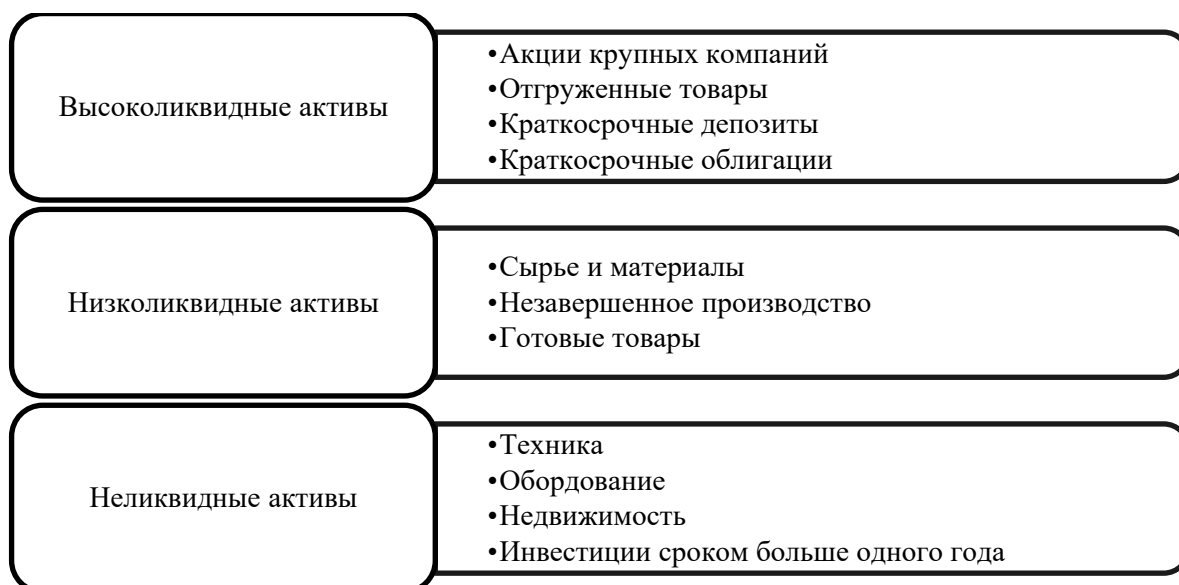 Высоколиквидные активы
•Акции крупных компаний
•Отгруженные товары
•Краткосрочные депозиты
•Краткосрочные облигации
Низколиквидные активы
•Сырье и материалы
•Незавершенное производство
•Готовые товары
Неликвидные активы
•Техника
•Обордование
•Недвижимость
•Инвестиции сроком больше одного года